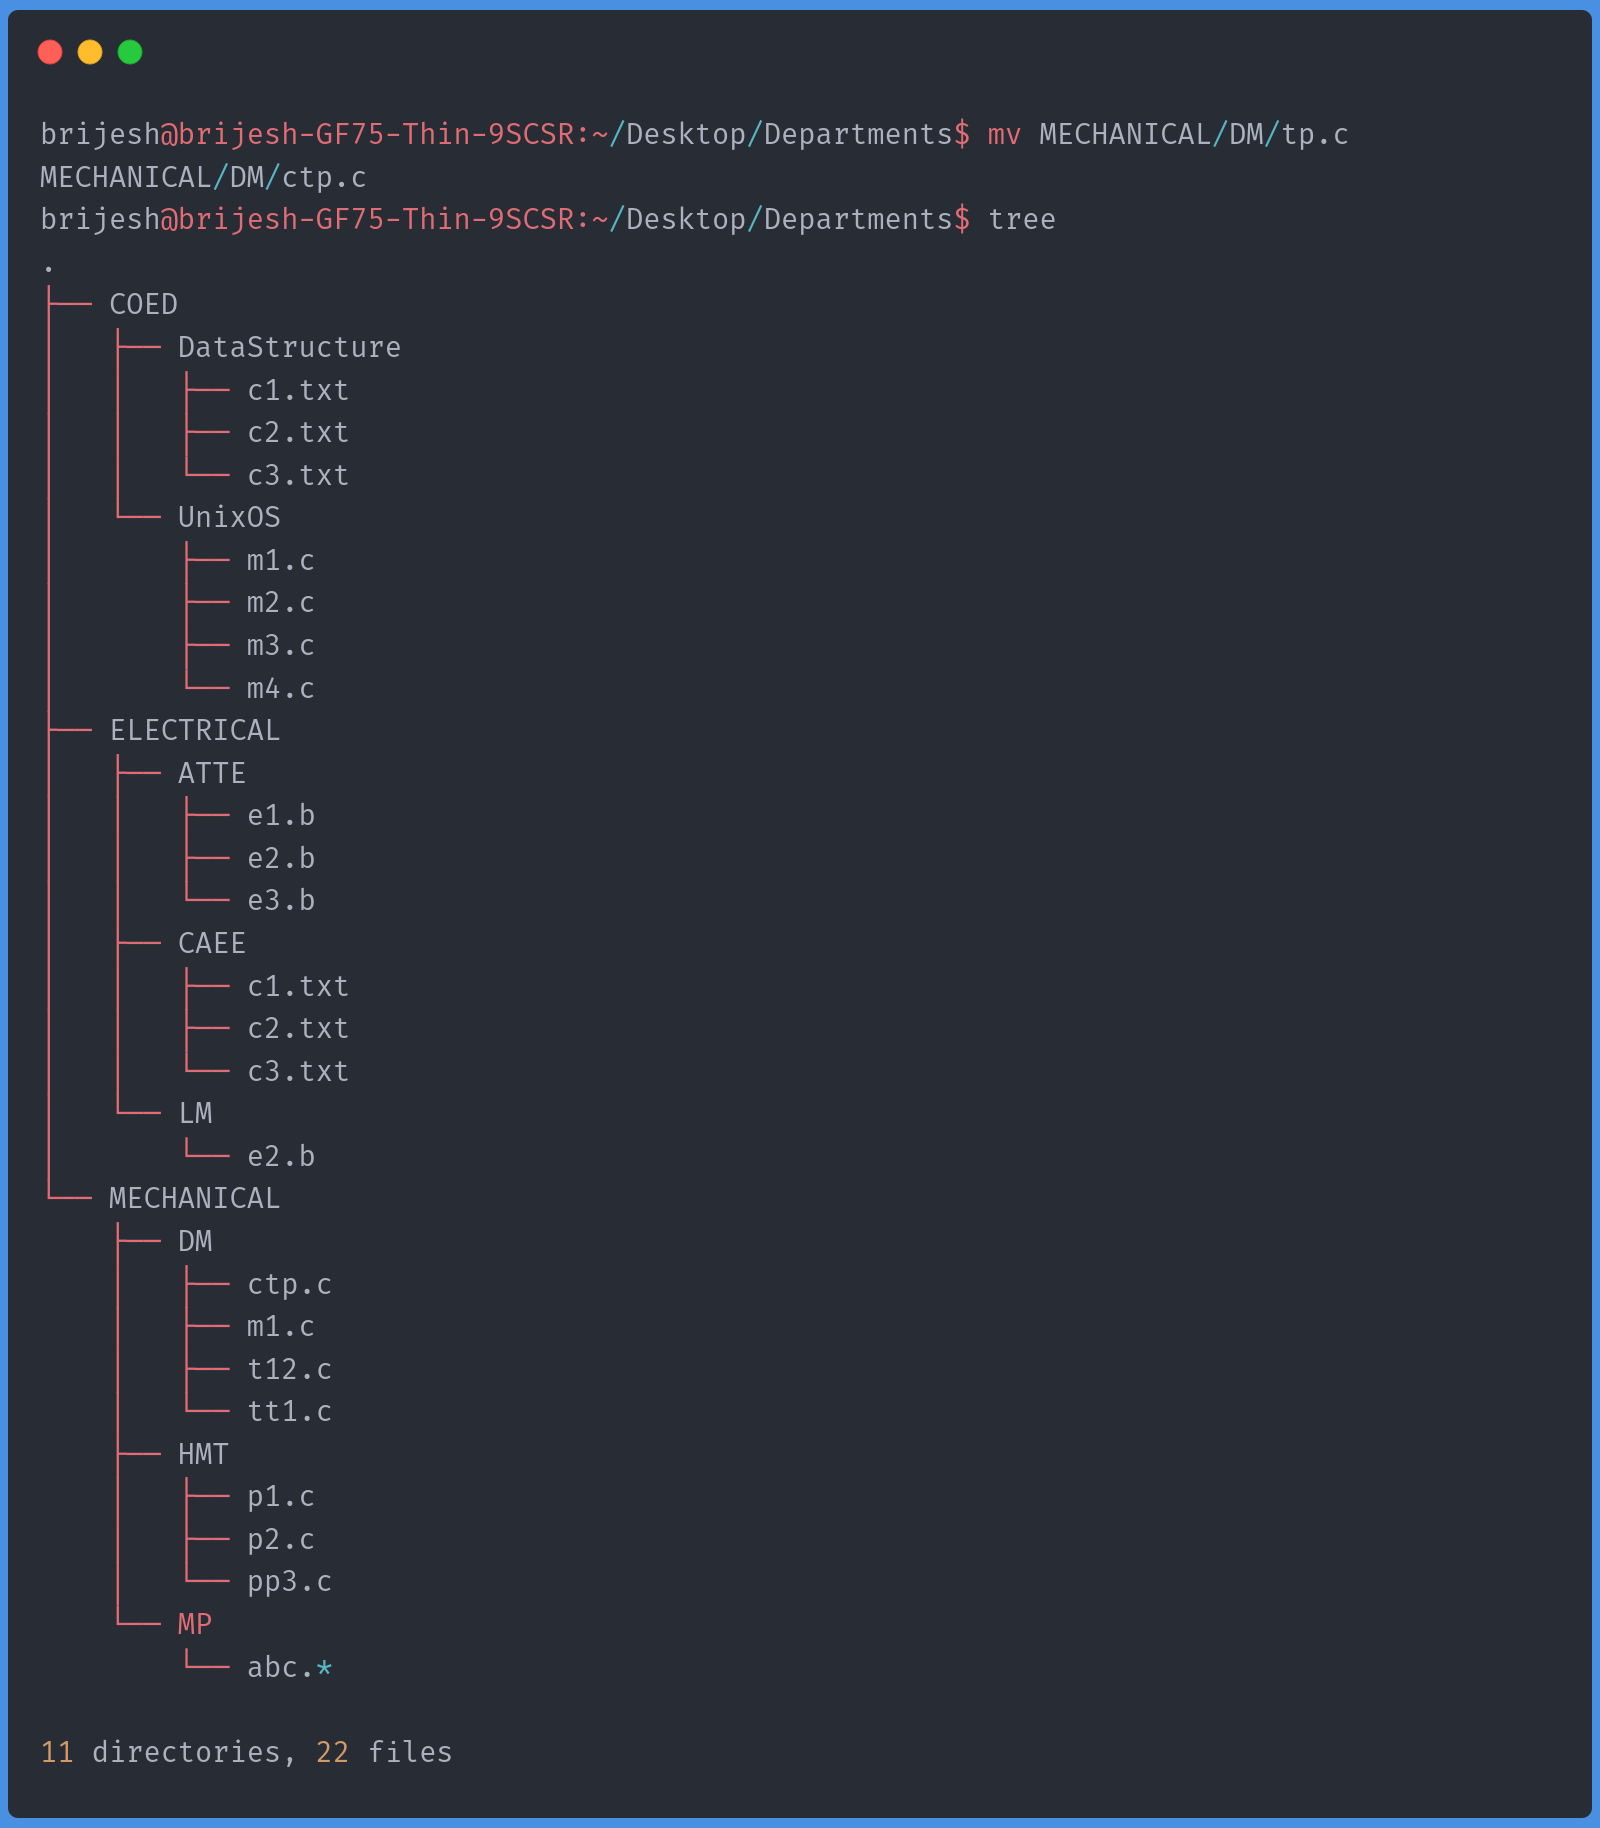 brijesh@brijesh-GF75-Thin-9SCSR:~/Desktop/Departments$ mv MECHANICAL/DM/tp.c
MECHANICAL/DM/ctp.c
brijesh@brijesh-GF75-Thin-9SCSR:~/Desktop/Departments$ tree
.
├── COED
│   ├── DataStructure
│   │   ├── c1.txt
│   │   ├── c2.txt
│   │   └── c3.txt
│   └── UnixOS
│       ├── m1.c
│       ├── m2.c
│       ├── m3.c
│       └── m4.c
├── ELECTRICAL
│   ├── ATTE
│   │   ├── e1.b
│   │   ├── e2.b
│   │   └── e3.b
│   ├── CAEE
│   │   ├── c1.txt
│   │   ├── c2.txt
│   │   └── c3.txt
│   └── LM
│       └── e2.b
└── MECHANICAL
    ├── DM
    │   ├── ctp.c
    │   ├── m1.c
    │   ├── t12.c
    │   └── tt1.c
    ├── HMT
    │   ├── p1.c
    │   ├── p2.c
    │   └── pp3.c
    └── MP
        └── abc.*

11 directories, 22 files